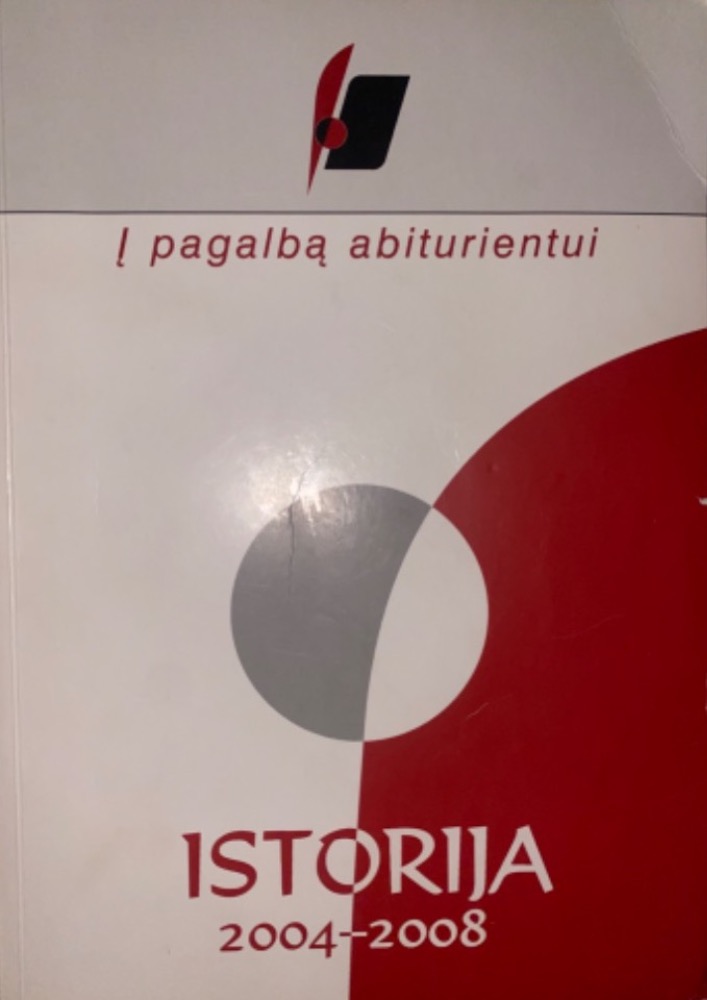 Į pagalbą abiturientui
ISTORIJA
2004–2008